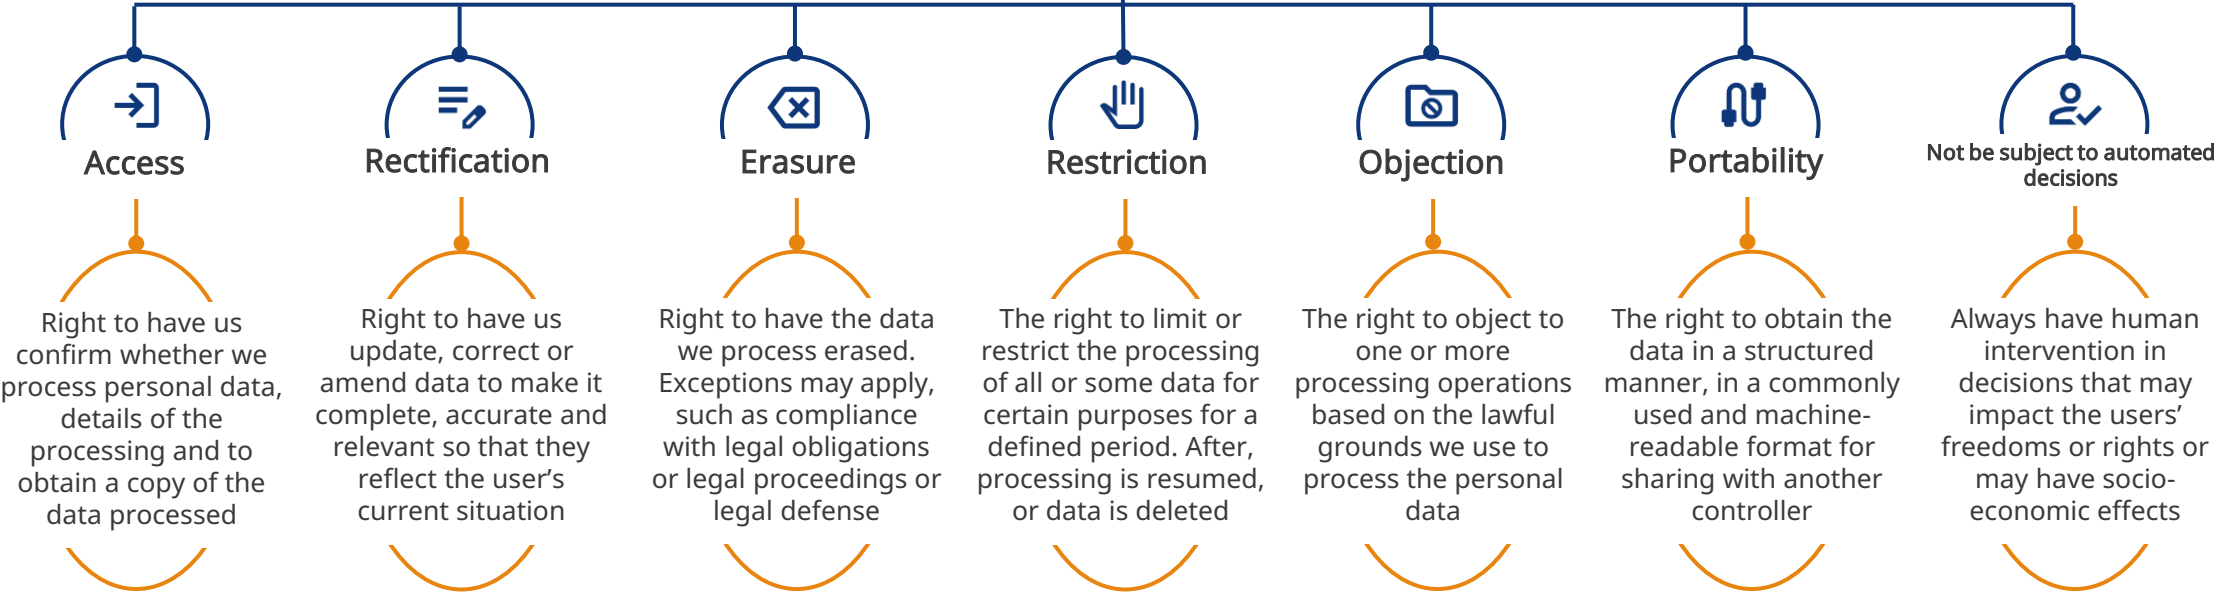 Access
Right to have us
confirm whether we
process personal data,
details of the
processing and to
obtain a copy of the
data processed
Rectification
Right to have us
update, correct or
amend data to make it
complete, accurate and
relevant so that they
reflect the user’s
current situation
Erasure
Right to have the data
we process erased.
Exceptions may apply,
such as compliance
with legal obligations
or legal proceedings or
legal defense
Restriction
The right to limit or
restrict the processing
of all or some data for
certain purposes for a
defined period. After,
processing is resumed,
or data is deleted
Objection
The right to object to
one or more
processing operations
based on the lawful
grounds we use to
process the personal
data
Portability
The right to obtain the
data in a structured
manner, in a commonly
used and machine-
readable format for
sharing with another
controller
Not be subject to automated
decisions
Always have human
intervention in
decisions that may
impact the users’
freedoms or rights or
may have socio-
economic effects